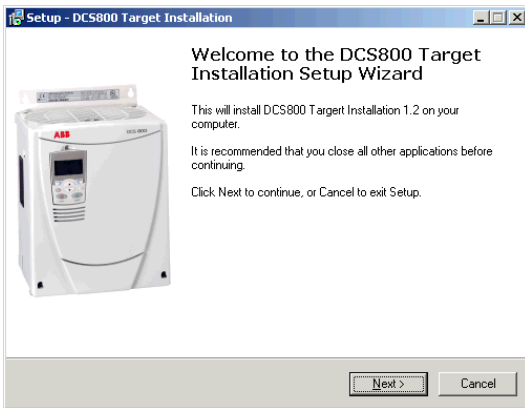 Setup - DCS800 Target Installation
Welcome to the DCS800 Target
Installation Setup Wizard
This will install DCS800 Targert Installation 1.2 on your
computer.
It is recommended that you close all other applications before
continuing.
Click Next to continue, or Cancel to exit Setup.
ABB
DCS 800
Next >
Cancel